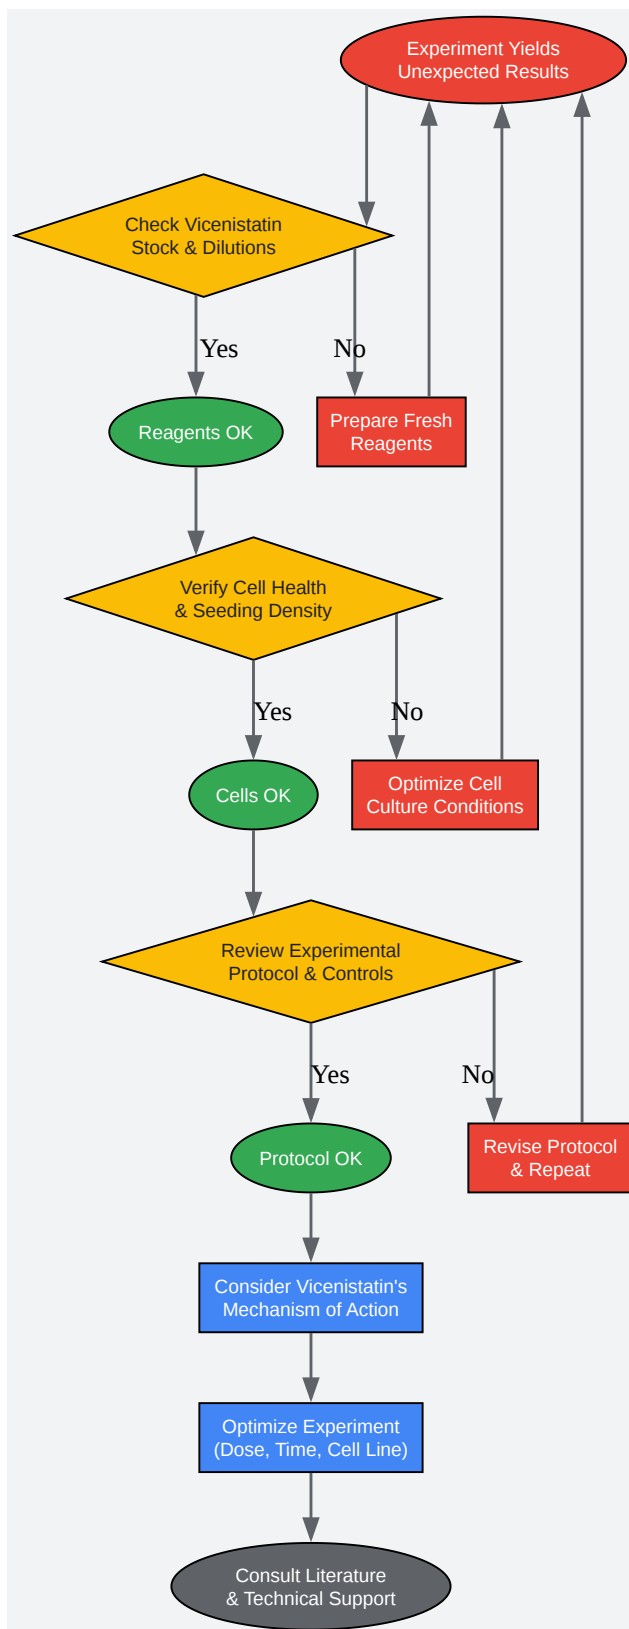 Experiment Yields
Unexpected Results
Check Vicenistatin
Stock & Dilutions
Yes
No
Reagents OK
Prepare Fresh
Reagents
Verify Cell Health
& Seeding Density
Yes
No
Cells OK
Optimize Cell
Culture Conditions
Review Experimental
Protocol & Controls
Yes
No
Protocol OK
Revise Protocol
& Repeat
Consider Vicenistatin's
Mechanism of Action
Optimize Experiment
(Dose, Time, Cell Line)
Consult Literature
& Technical Support